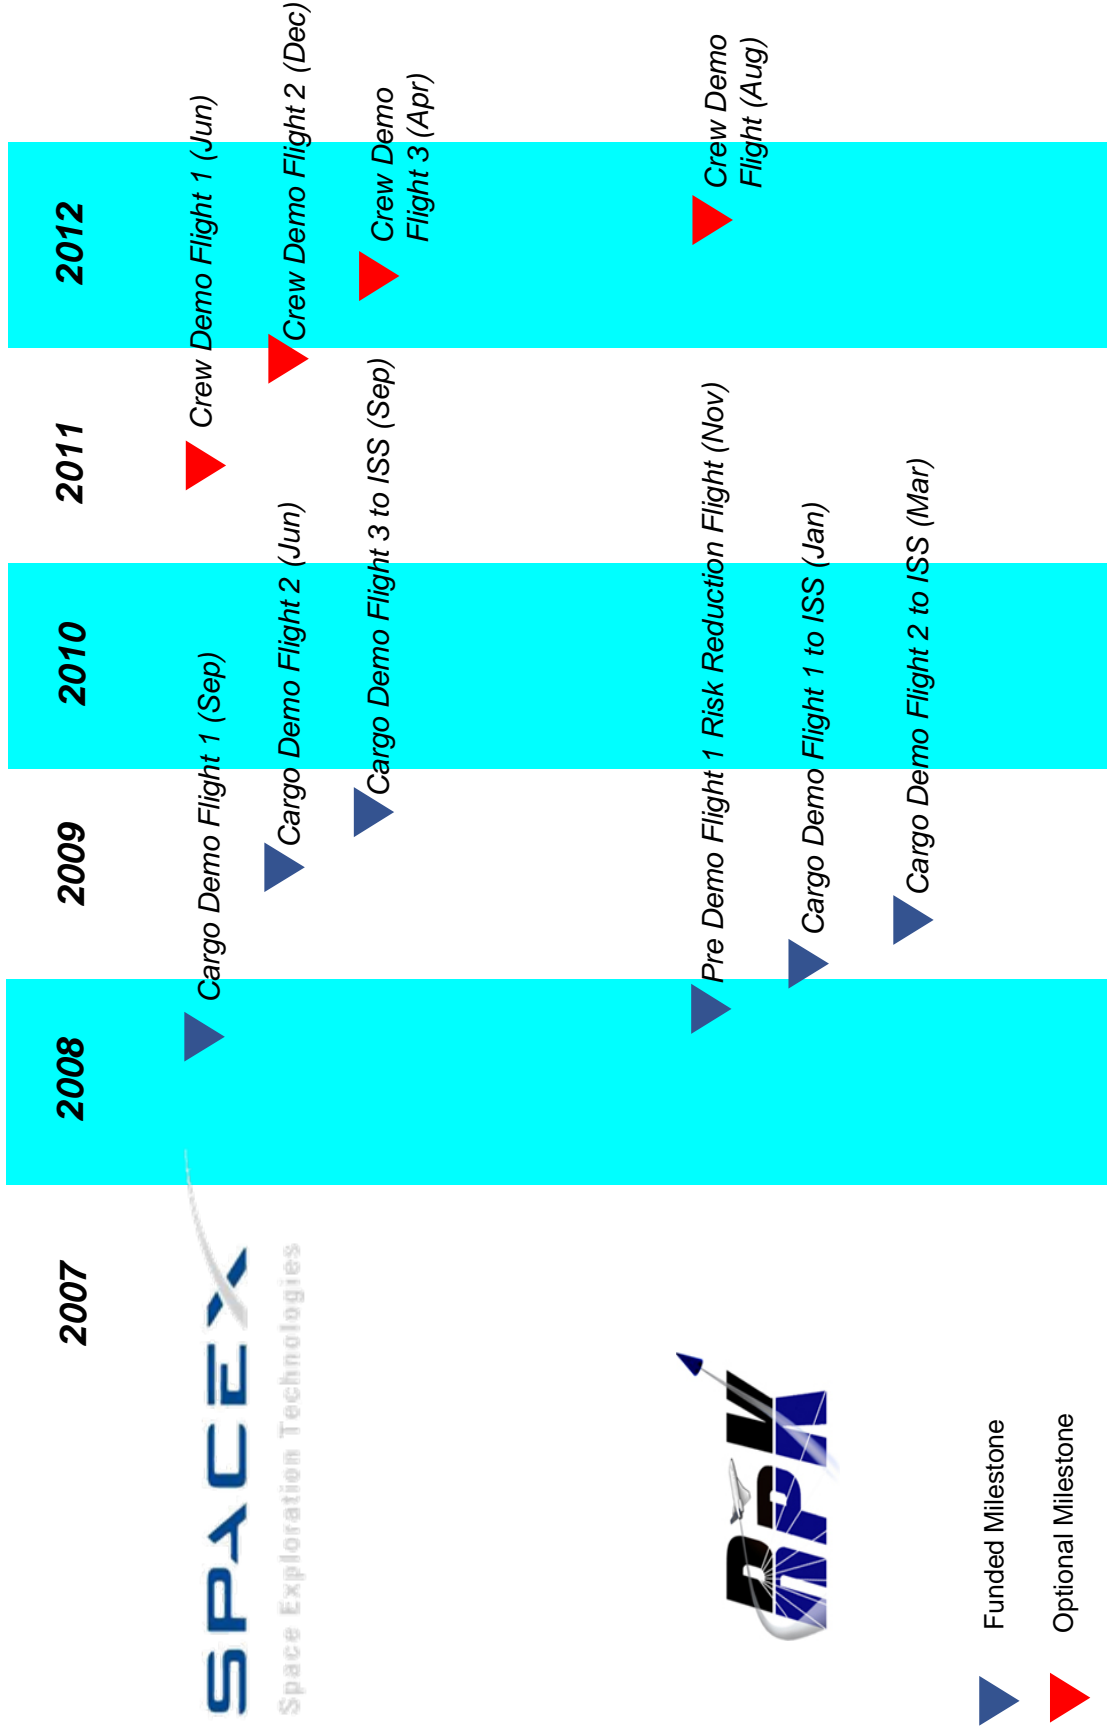 2007
2008
2009
2010
2011
2012
SPACEX
Space Exploration Technologies
Cargo Demo Flight 1 (Sep)
Crew Demo Flight 1 (Jun)
Cargo Demo Flight 2 (Jun)
Crew Demo Flight 2 (Dec)
Cargo Demo Flight 3 to ISS (Sep)
Crew Demo
Flight 3 (Apr)
RPK
Pre Demo Flight 1 Risk Reduction Flight (Nov)
Crew Demo
Flight (Aug)
Cargo Demo Flight 1 to ISS (Jan)
Cargo Demo Flight 2 to ISS (Mar)
Funded Milestone
Optional Milestone